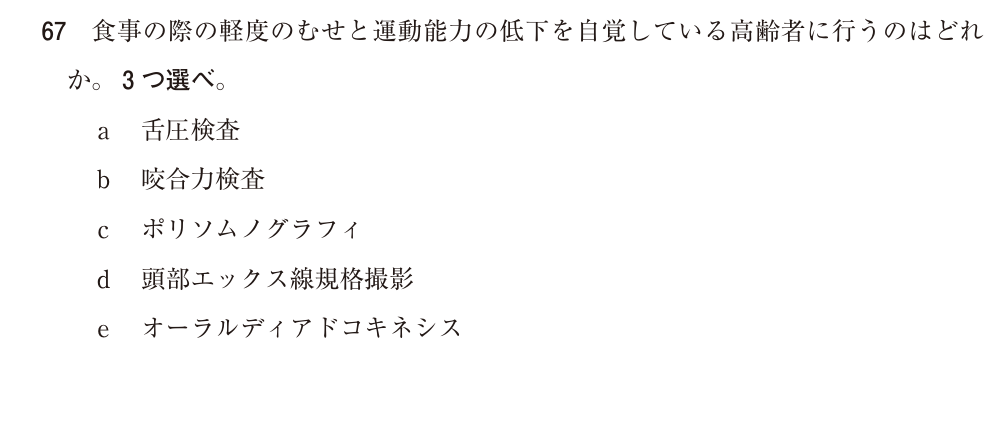 67 食事の際の軽度のむせと運動能力の低下を自覚している高齢者に行うのはどれ
か。 3 つ選べ。
a 舌圧検査
b 咬合力検査
c ポリソムノグラフィ
d 頭部エックス線規格撮影
e オーラルディアドコキネシス